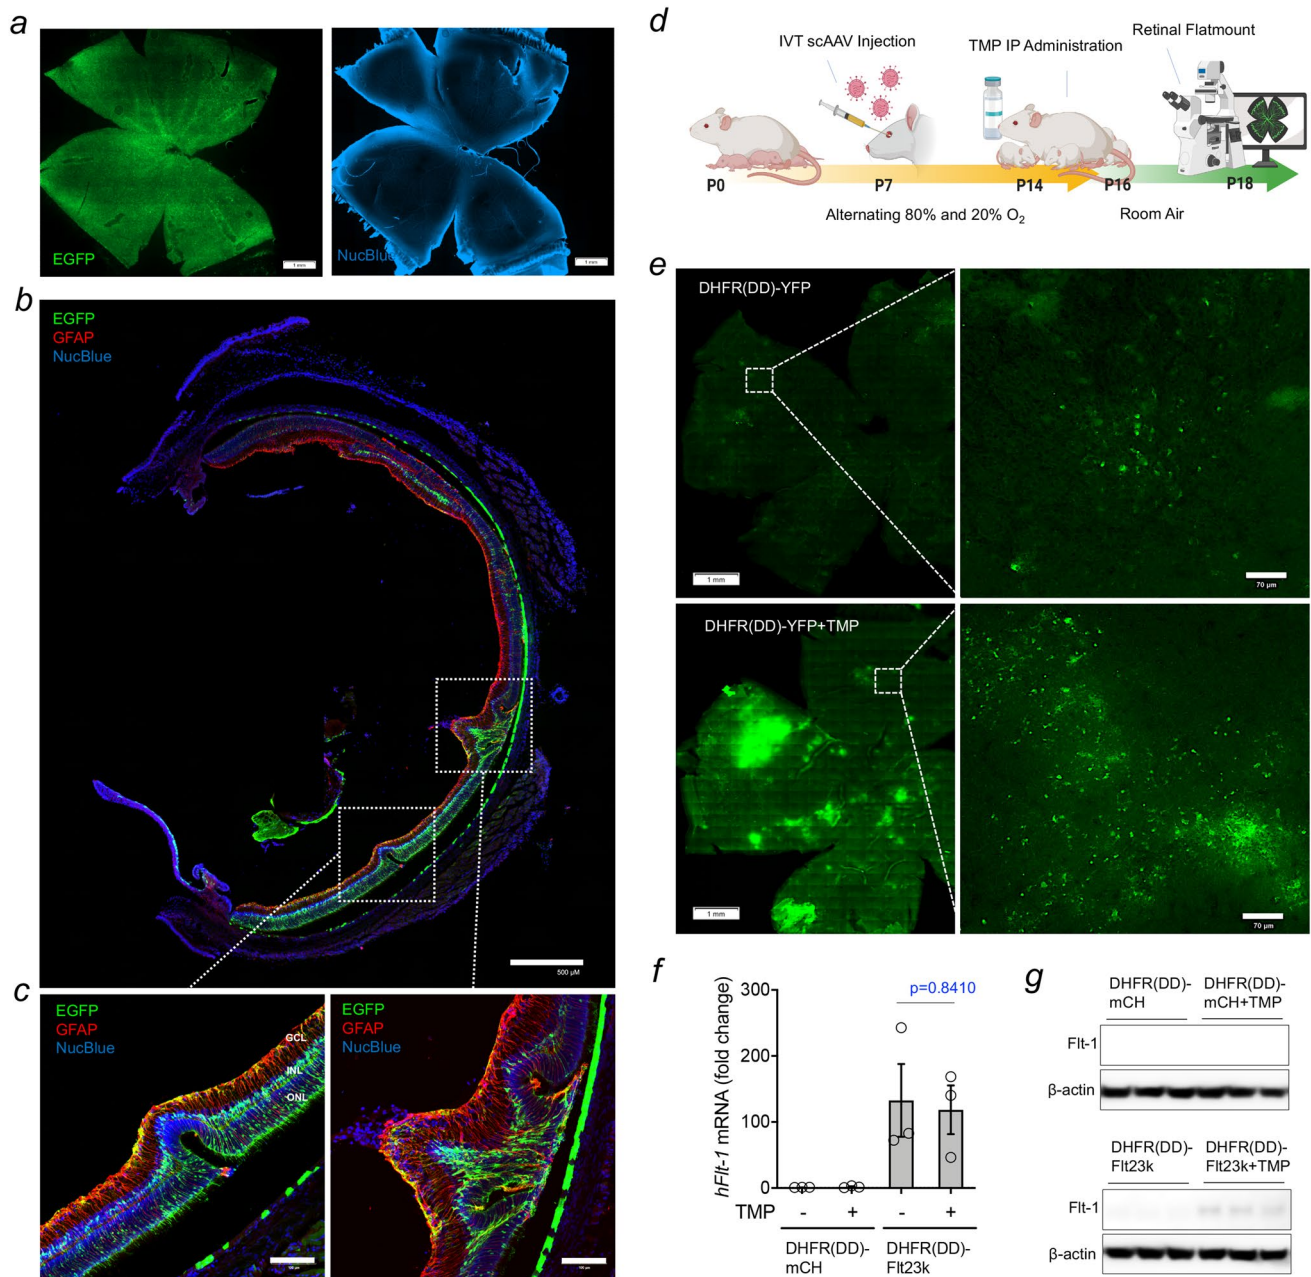 a
EGFP
1 mm
NucBlue
1 mm
b
EGFP
GFAP
NucBlue
500 µM
c
EGFP
GFAP
NucBlue
GCL
INL
ONL
EGFP
GFAP
NucBlue
d
IVT scAAV Injection
TMP IP Administration
Retinal Flatmount
P0
P7
P14
P16
P18
Alternating 80% and 20% O₂
Room Air
e
DHFR(DD)-YFP
1 mm
70 µm
DHFR(DD)-YFP+TMP
1 mm
70 µm
f
hFlt-1 mRNA (fold change)
300
200
100
0
p=0.8410
TMP - + - +
DHFR(DD)-
mCH
DHFR(DD)-
Flt23k
g
DHFR(DD)-
mCH
DHFR(DD)-
mCH+TMP
Flt-1
β-actin
DHFR(DD)-
Flt23k
DHFR(DD)-
Flt23k+TMP
Flt-1
β-actin